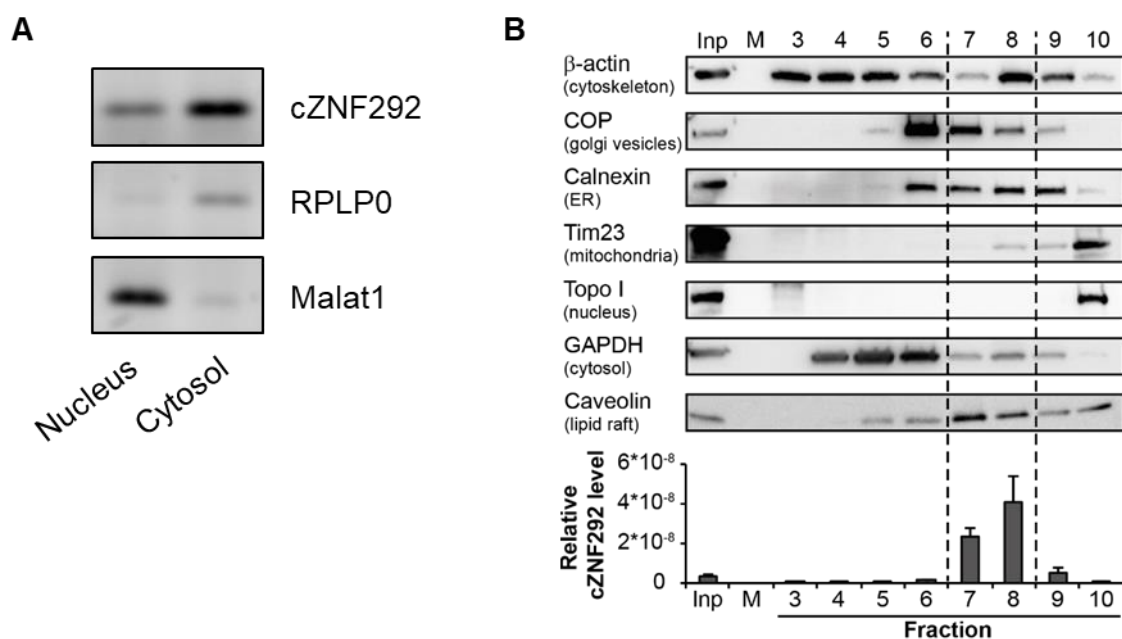 A
cZNF292
RPLP0
Malat1
Nucleus
Cytosol
B
Inp M 3 4 5 6 7 8 9 10
β-actin
(cytoskeleton)
COP
(golgi vesicles)
Calnexin
(ER)
Tim23
(mitochondria)
Topo I
(nucleus)
GAPDH
(cytosol)
Caveolin
(lipid raft)
Relative
cZNF292 level
6*10⁻⁸
4*10⁻⁸
2*10⁻⁸
0
Inp M 3 4 5 6 7 8 9 10
Fraction